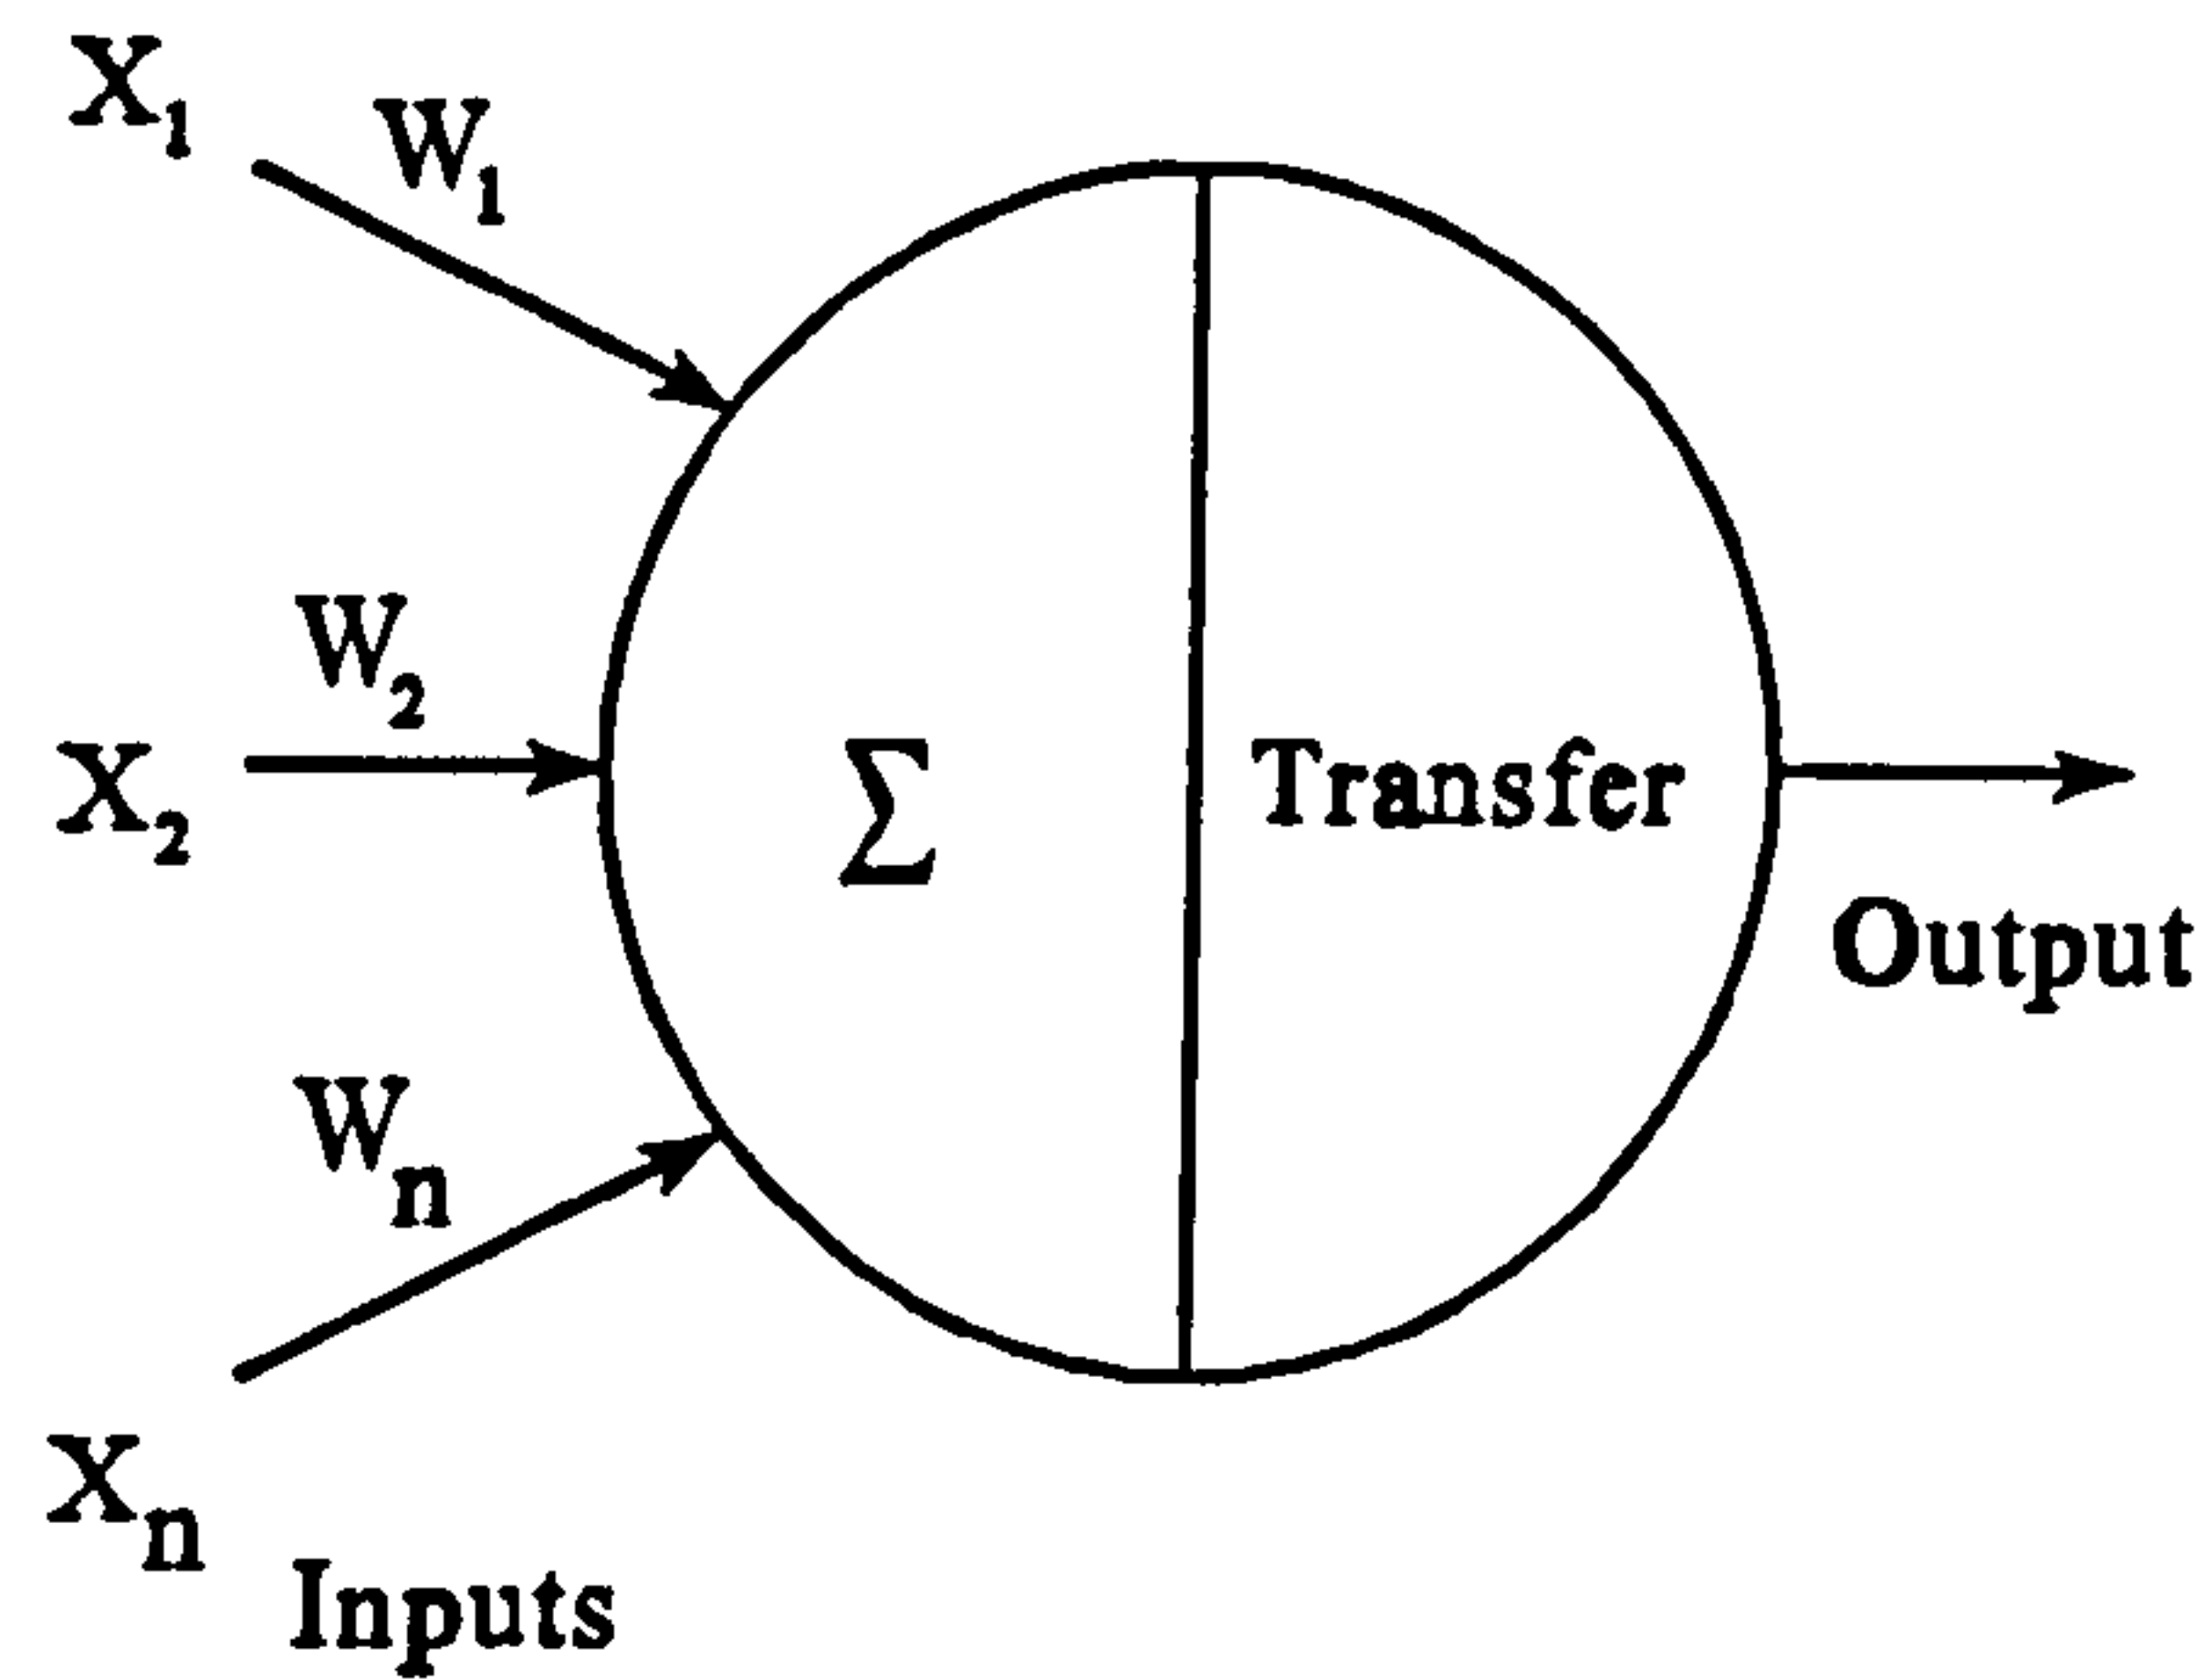 X₁
W₁
W₂
X₂
Σ
Transfer
Output
Wₙ
Xₙ
Inputs